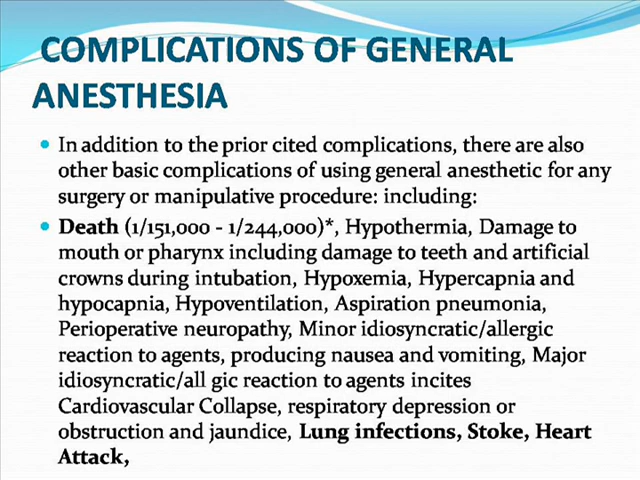 COMPLICATIONS OF GENERAL
ANESTHESIA
In addition to the prior cited complications, there are also
other basic complications of using general anesthetic for any
surgery or manipulative procedure: including:
Death (1/151,000 - 1/244,000)*, Hypothermia, Damage to
mouth or pharynx including damage to teeth and artificial
crowns during intubation, Hypoxemia, Hypercapnia and
hypocapnia, Hypoventilation, Aspiration pneumonia,
Perioperative neuropathy, Minor idiosyncratic/allergic
reaction to agents, producing nausea and vomiting, Major
idiosyncratic/all gic reaction to agents incites
Cardiovascular Collapse, respiratory depression or
obstruction and jaundice, Lung infections, Stoke, Heart
Attack,